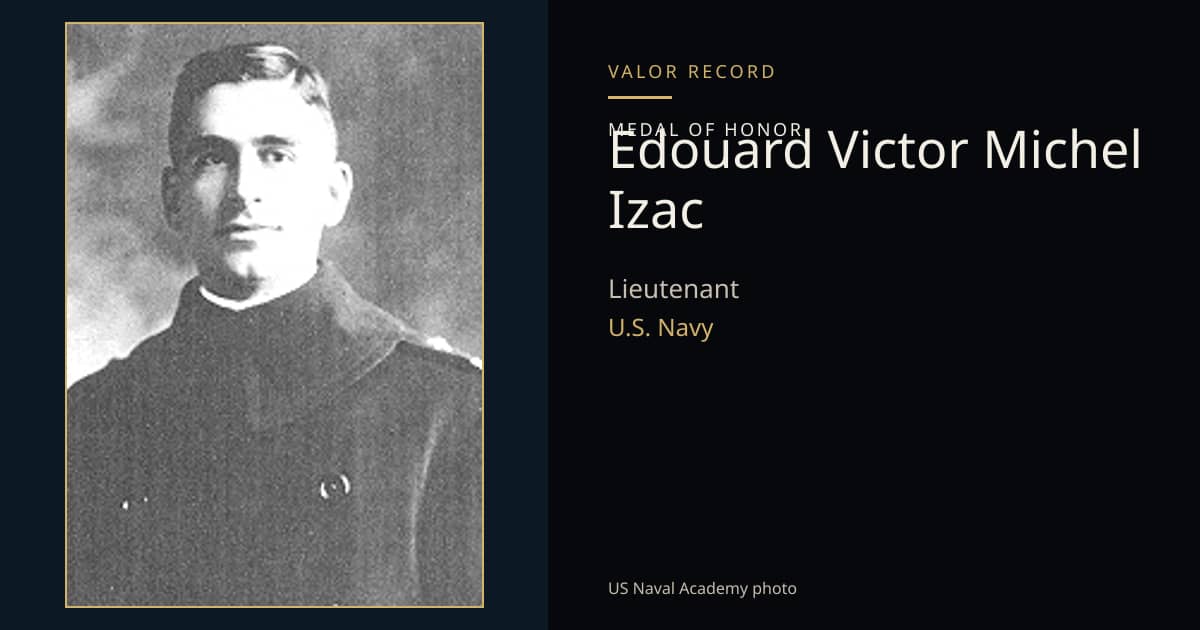 VALOR RECORD
MEDAL OF HONOR
Edouard Victor Michel
Izac
Lieutenant
U.S. Navy
US Naval Academy photo